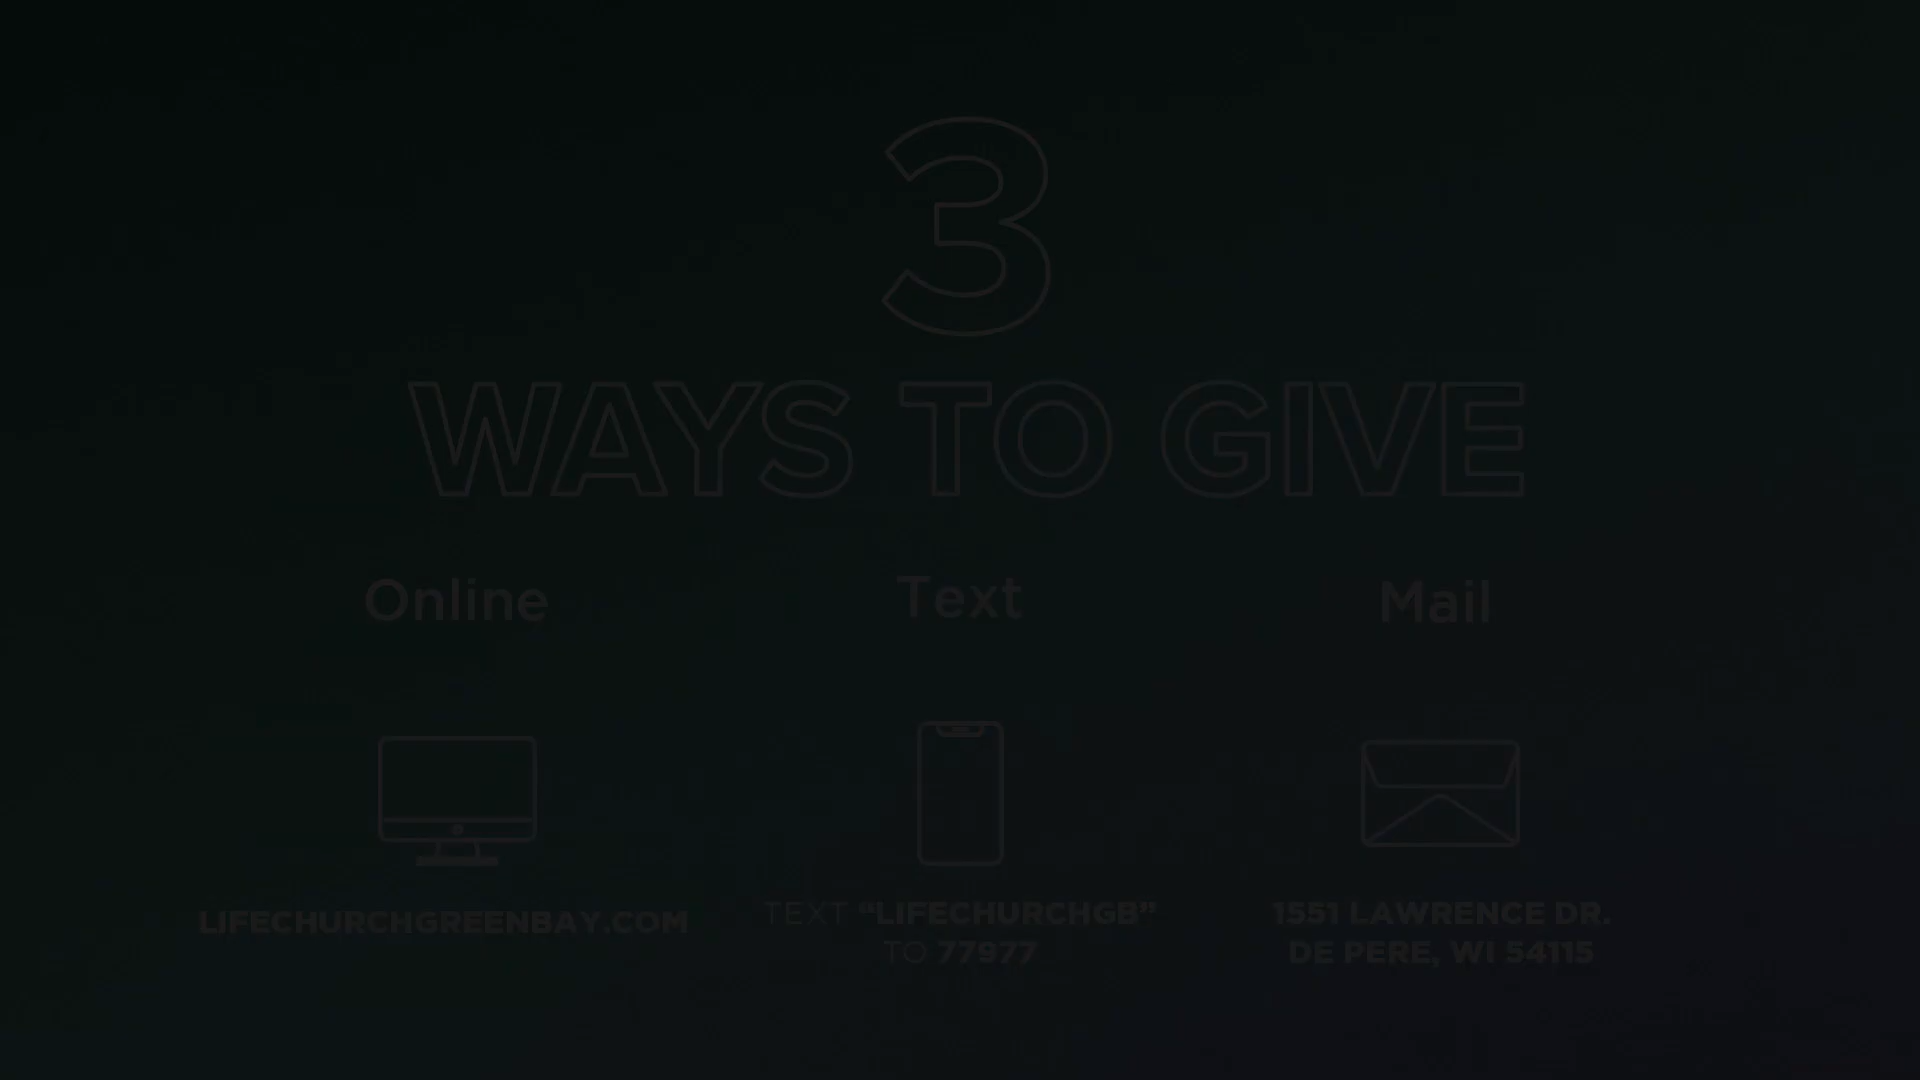 3
WAYS TO GIVE
Online
Text
Mail
LIFECHURCHGREENBAY.COM
TEXT “LIFECHURCHGB”
TO 77977
1551 LAWRENCE DR.
DE PERE, WI 54115